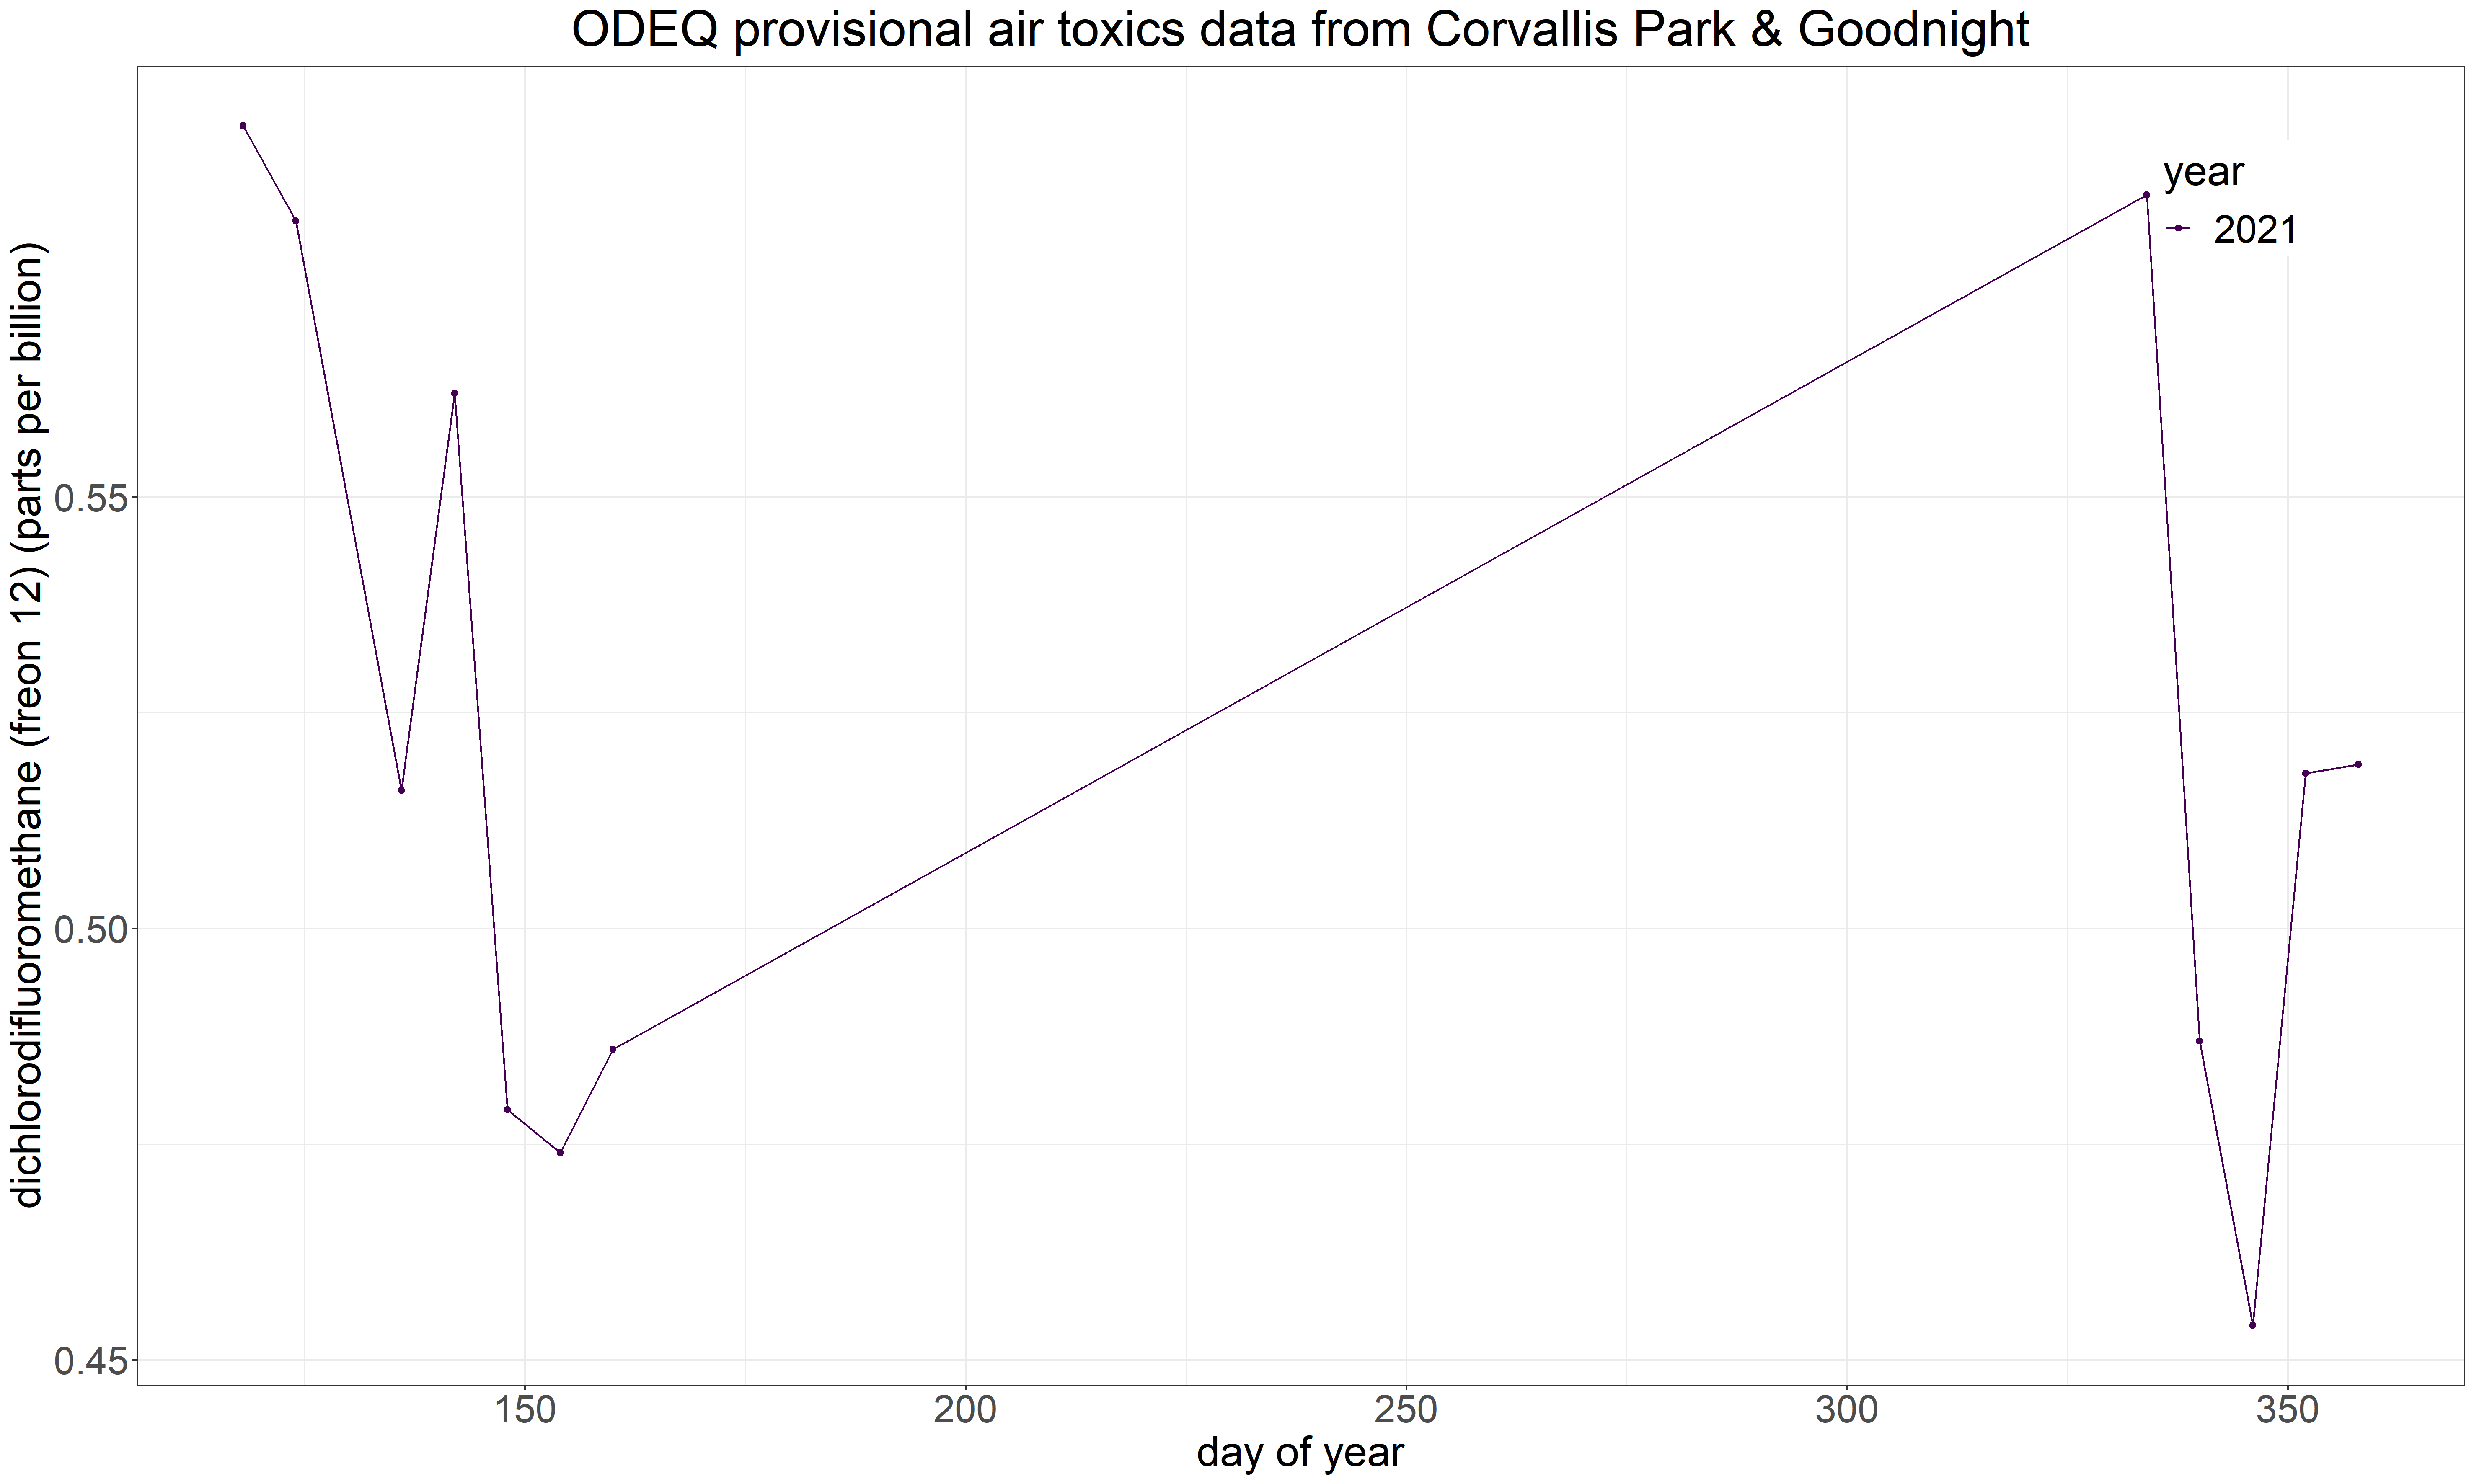 ODEQ provisional air toxics data from Corvallis Park & Goodnight
dichlorodifluoromethane (freon 12) (parts per billion)
0.55
0.50
0.45
year
2021
150
200
250
300
350
day of year